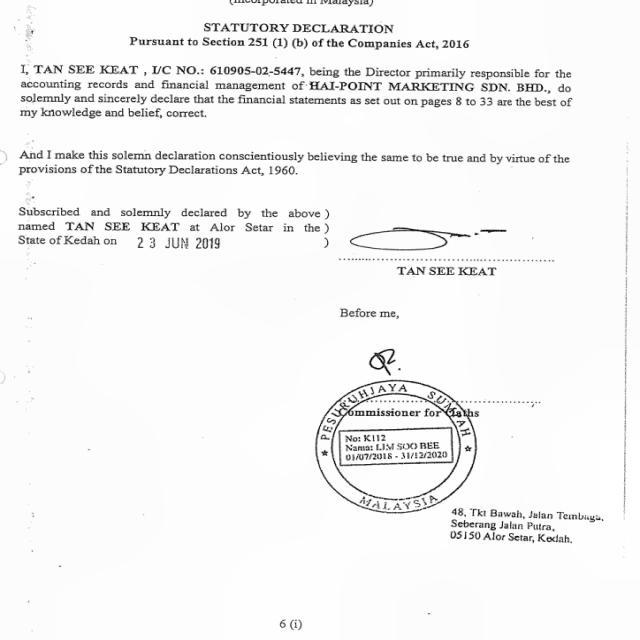 (Incorporated in Malaysia)
STATUTORY DECLARATION
Pursuant to Section 251 (1) (b) of the Companies Act, 2016
I, TAN SEE KEAT , I/C NO.: 610905-02-5447, being the Director primarily responsible for the
accounting records and financial management of HAI-POINT MARKETING SDN. BHD., do
solemnly and sincerely declare that the financial statements as set out on pages 8 to 33 are the best of
my knowledge and belief, correct.
And I make this solemn declaration conscientiously believing the same to be true and by virtue of the
provisions of the Statutory Declarations Act, 1960.
Subscribed and solemnly declared by the above )
named TAN SEE KEAT at Alor Setar in the )
State of Kedah on 23 JUN 2019 )
TAN SEE KEAT
Before me,
PESURUHJAYA SUMPAH
Commissioner for Oaths
No: K112
Nama: LIM SOO BEE
01/07/2018 - 31/12/2020
MALAYSIA
48, Tkt Bawah, Jalan Tembaga,
Seberang Jalan Putra,
05150 Alor Setar, Kedah.
6 (i)